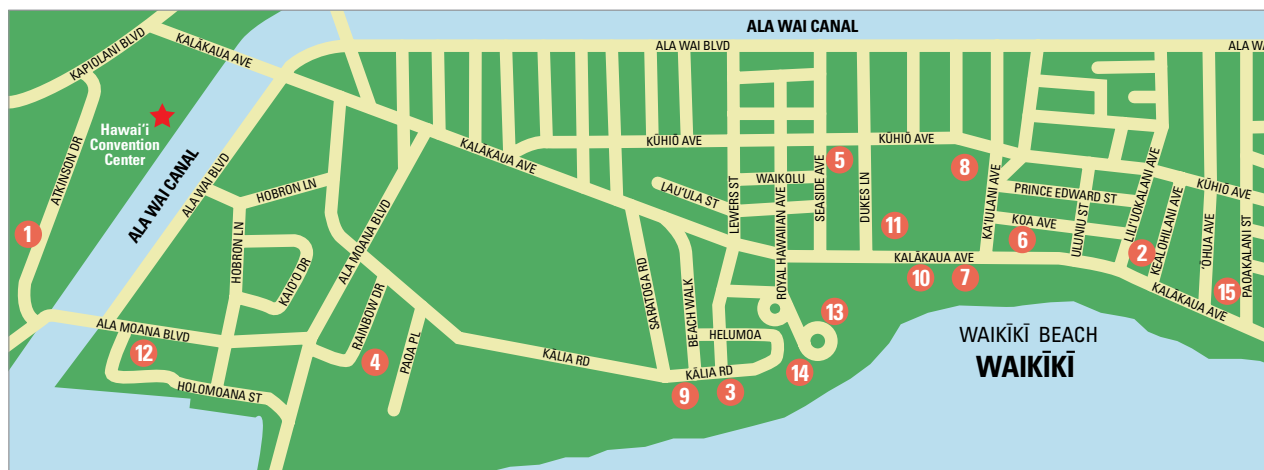 ALA WAI CANAL
KAPIOLANI BLVD
KALĀKAUA AVE
ALA WAI BLVD
ALA WA
Hawai‘i
Convention
Center
ATKINSON DR
ALA WAI CANAL
ALA WAI BLVD
HOBRON LN
HOBRON LN
KAIO‘O DR
ALA MOANA BLVD
RAINBOW DR
PAOA PL
ALA MOANA BLVD
HOLOMOANA ST
KALĀKAUA AVE
KŪHIŌ AVE
KŪHIŌ AVE
KŪHIŌ AVE
LAU‘ULA ST
LEWERS ST
WAIKOLU
ROYAL HAWAIIAN AVE
SEASIDE AVE
DUKES LN
KA‘IULANI AVE
PRINCE EDWARD ST
KOA AVE
ULUNIU ST
LILI‘UOKALANI AVE
KEALOHILANI AVE
‘ŌHUA AVE
PAOAKALANI ST
KALĀKAUA AVE
KALĀKAUA AVE
SARATOGA RD
BEACH WALK
HELUMOA
KĀLIA RD
KĀLIA RD
WAIKĪKĪ BEACH
WAIKĪKĪ
1
2
3
4
5
6
7
8
9
10
11
12
13
14
15